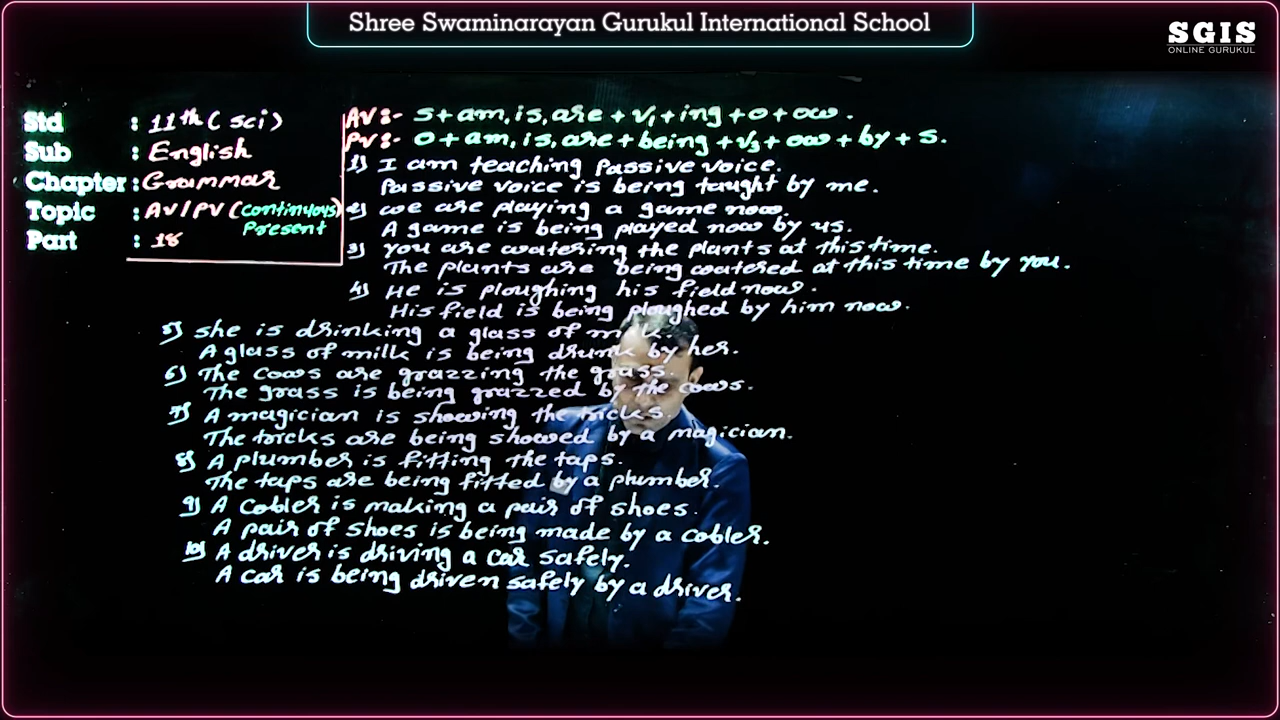 Shree Swaminarayan Gurukul International School
SGIS
ONLINE GURUKUL
Std : 11th (sci)
Sub : English
Chapter : Grammar
Topic : AV/PV (continuous Present)
Part : 18
AV:- S+am, is, are + V1 + ing + o + ow.
PV:- O+am, is, are + being + V3 + ow + by + S.
1) I am teaching Passive voice.
Passive voice is being taught by me.
2) we are playing a game now.
A game is being played now by us.
3) you are watering the plants at this time.
The plants are being watered at this time by you.
4) He is ploughing his field now.
His field is being ploughed by him now.
5) she is drinking a glass of milk.
A glass of milk is being drunk by her.
6) The cows are grazzing the grass.
The grass is being grazzed by the cows.
7) A magician is showing the tricks.
The tricks are being showed by a magician.
8) A plumber is fitting the taps.
The taps are being fitted by a plumber.
9) A cobler is making a pair of shoes.
A pair of shoes is being made by a cobler.
10) A driver is driving a car safely.
A car is being driven safely by a driver.